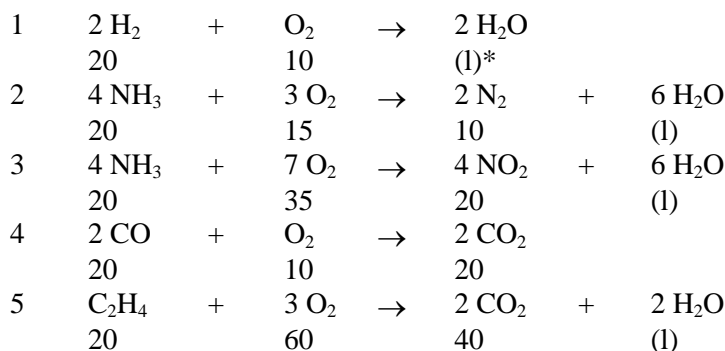 1 2 H₂ + O₂ → 2 H₂O
20 10 (l)*
2 4 NH₃ + 3 O₂ → 2 N₂ + 6 H₂O
20 15 10 (l)
3 4 NH₃ + 7 O₂ → 4 NO₂ + 6 H₂O
20 35 20 (l)
4 2 CO + O₂ → 2 CO₂
20 10 20
5 C₂H₄ + 3 O₂ → 2 CO₂ + 2 H₂O
20 60 40 (l)